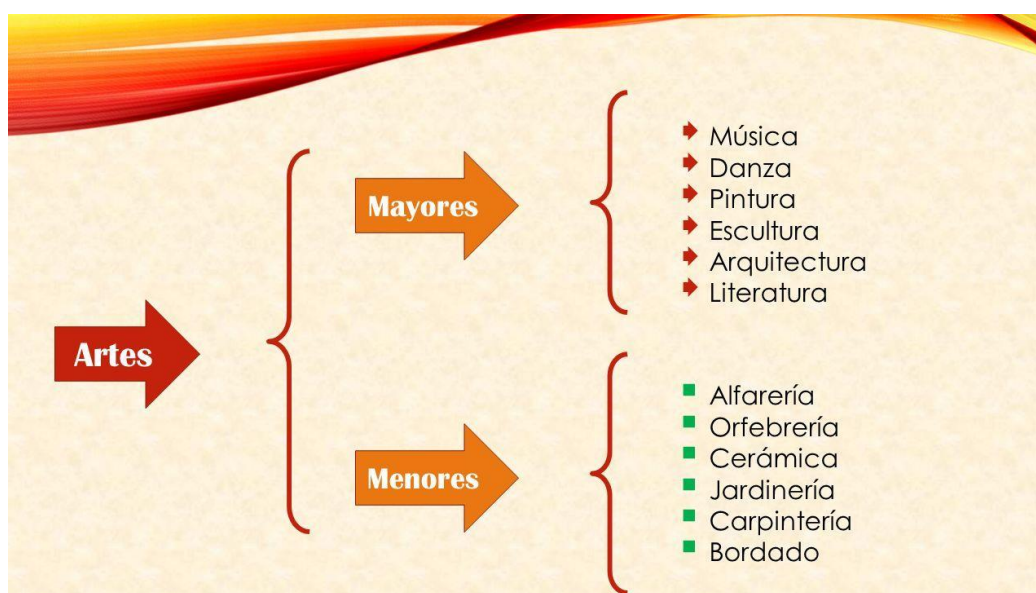 Artes
Mayores
Música
Danza
Pintura
Escultura
Arquitectura
Literatura
Menores
Alfarería
Orfebrería
Cerámica
Jardinería
Carpintería
Bordado